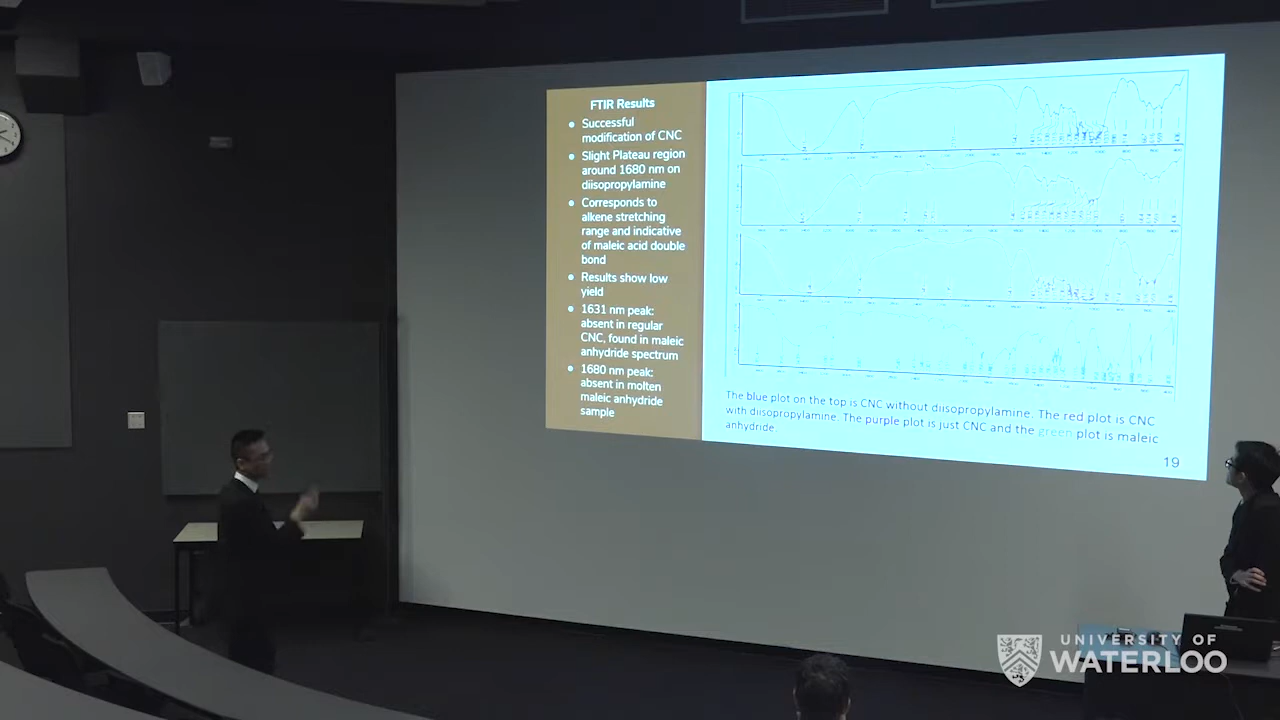 FTIR Results
Successful
modification of CNC
Slight Plateau region
around 1680 nm on
diisopropylamine
Corresponds to
alkene stretching
range and indicative
of maleic acid double
bond
Results show low
yield
1631 nm peak:
absent in regular
CNC, found in maleic
anhydride spectrum
1680 nm peak:
absent in molten
maleic anhydride
sample
The blue plot on the top is CNC without diisopropylamine. The red plot is CNC
with diisopropylamine. The purple plot is just CNC and the green plot is maleic
anhydride.
19
UNIVERSITY OF
WATERLOO